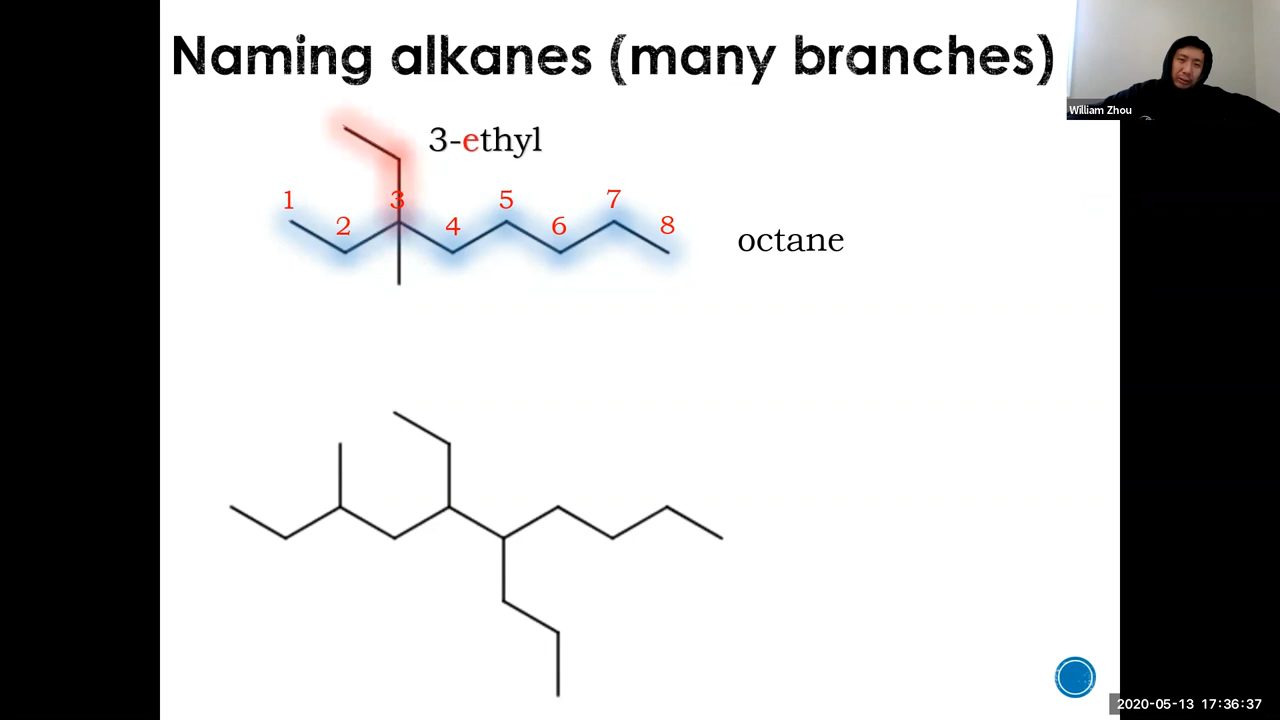 Naming alkanes (many branches)
William Zhou
3-ethyl
1 2 3 4 5 6 7 8
octane
2020-05-13 17:36:37